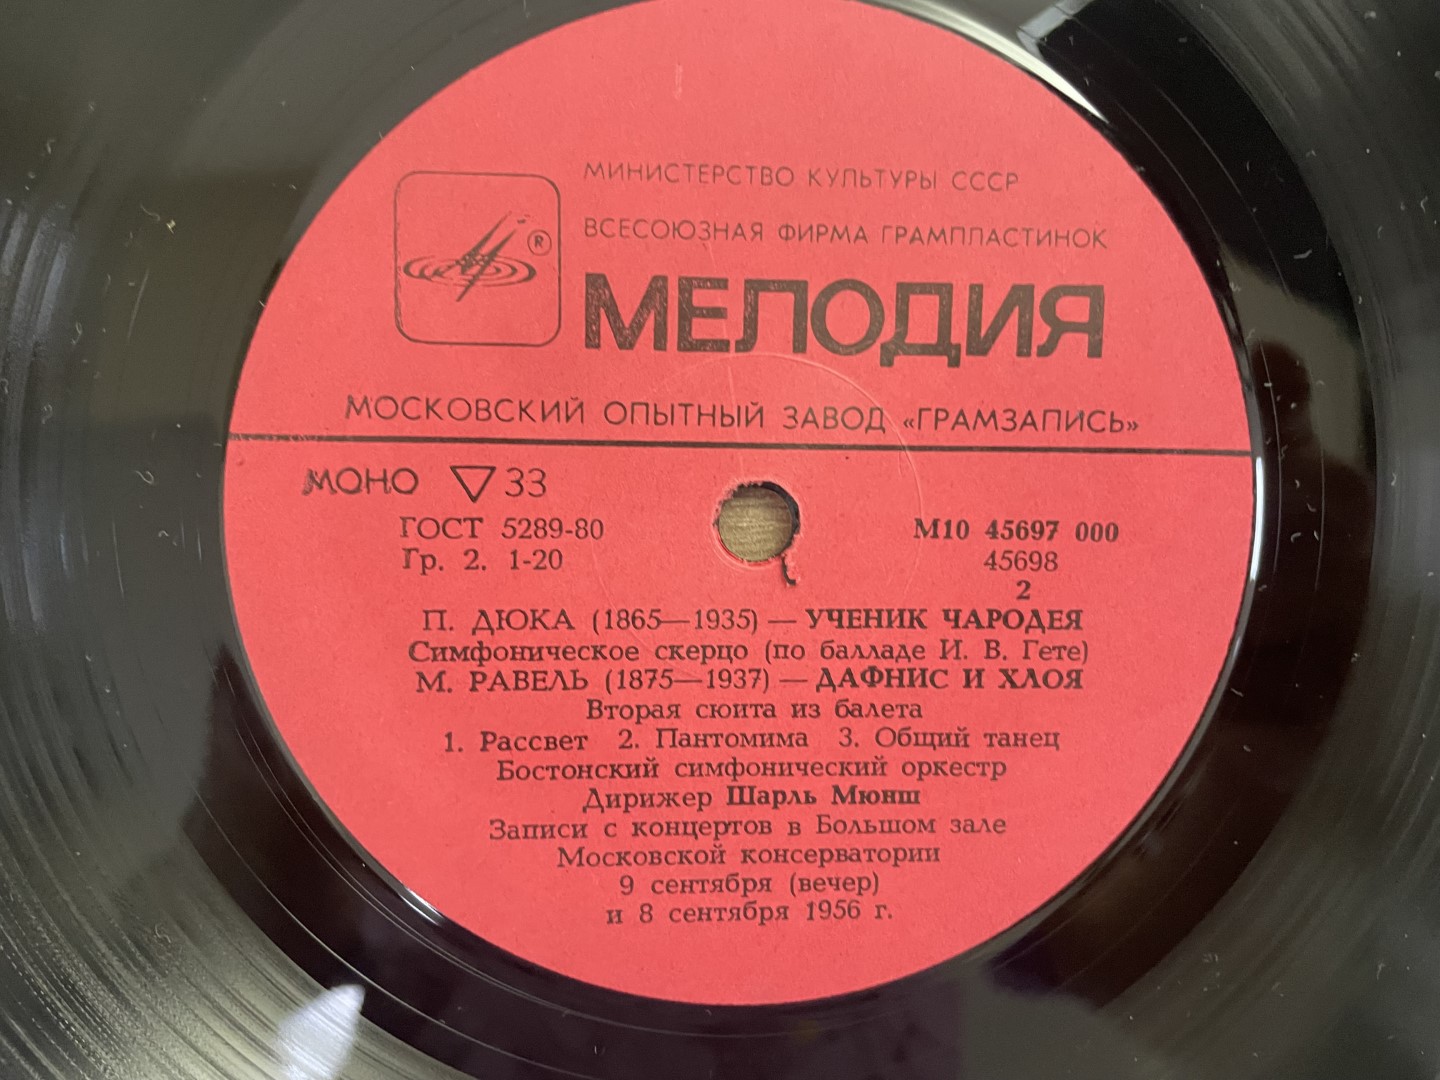 МИНИСТЕРСТВО КУЛЬТУРЫ СССР
ВСЕСОЮЗНАЯ ФИРМА ГРАМПЛАСТИНОК
®
МЕЛОДИЯ
МОСКОВСКИЙ ОПЫТНЫЙ ЗАВОД «ГРАМЗАПИСЬ»
МОНО ▽ 33
ГОСТ 5289-80
Гр. 2. 1-20
М10 45697 000
45698
2
П. ДЮКА (1865—1935) — УЧЕНИК ЧАРОДЕЯ
Симфоническое скерцо (по балладе И. В. Гете)
М. РАВЕЛЬ (1875—1937) — ДАФНИС И ХЛОЯ
Вторая сюита из балета
1. Рассвет 2. Пантомима 3. Общий танец
Бостонский симфонический оркестр
Дирижер Шарль Мюнш
Записи с концертов в Большом зале
Московской консерватории
9 сентября (вечер)
и 8 сентября 1956 г.